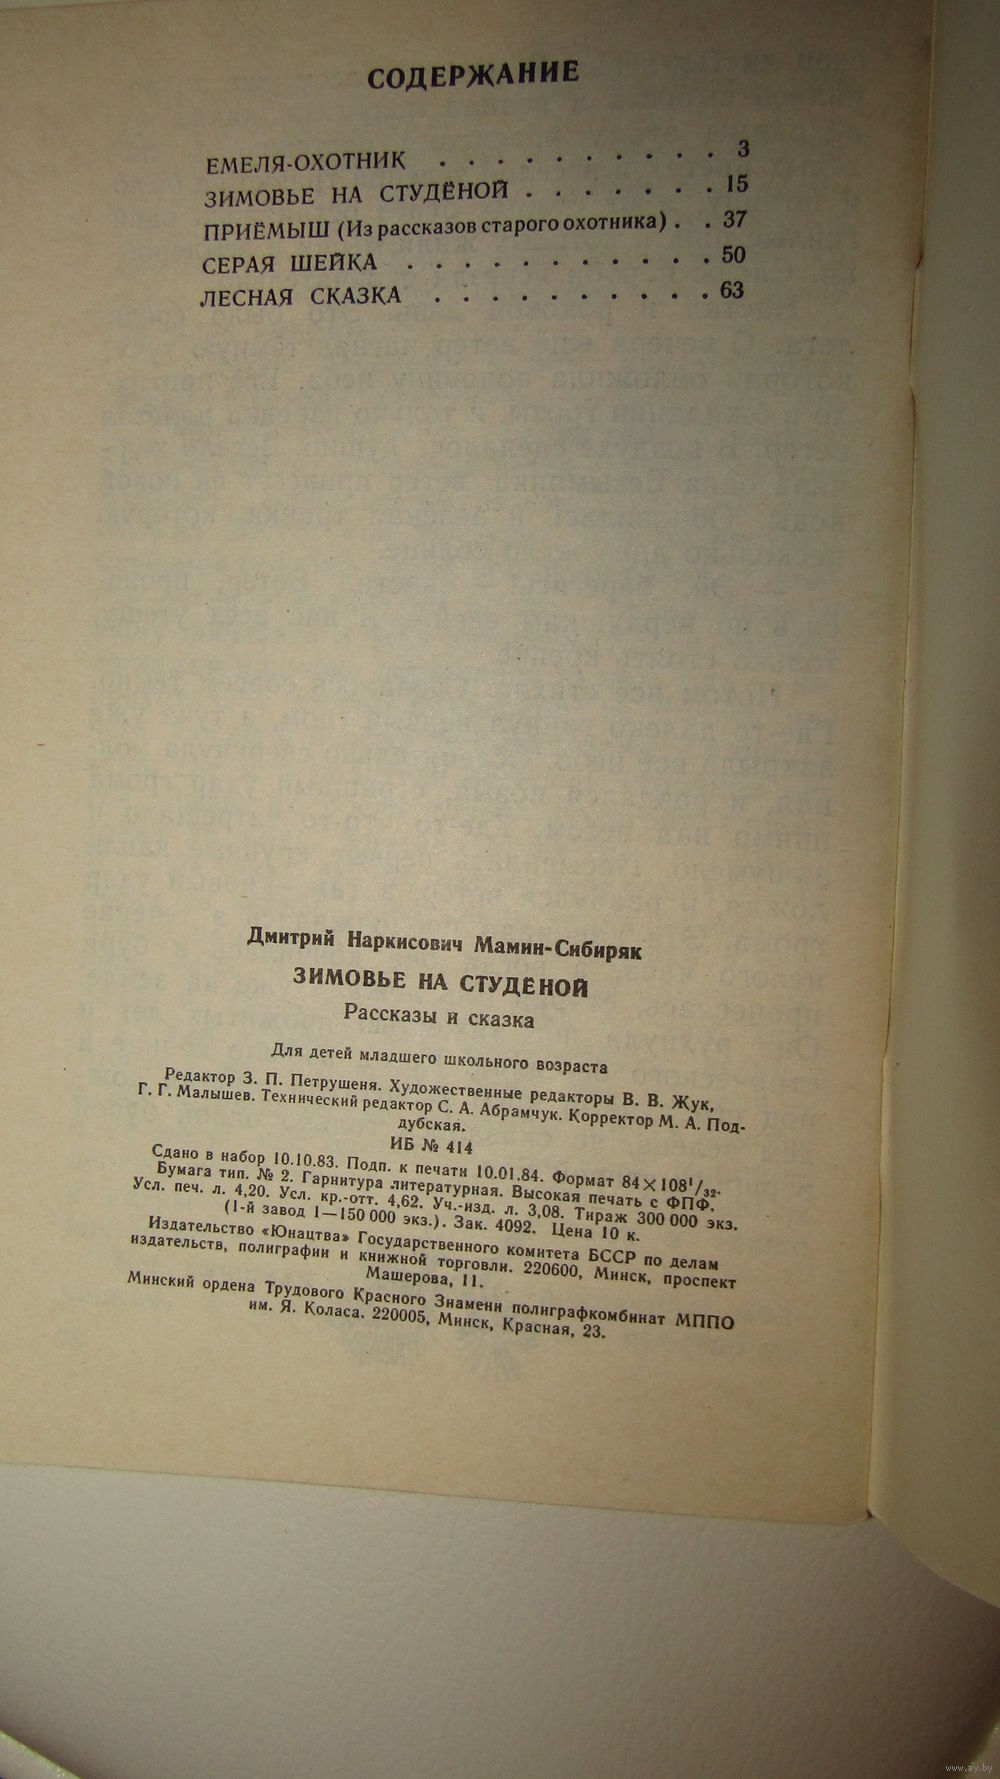 СОДЕРЖАНИЕ
ЕМЕЛЯ-ОХОТНИК . . . . . . . . . . 3
ЗИМОВЬЕ НА СТУДЁНОЙ . . . . . . . 15
ПРИЁМЫШ (Из рассказов старого охотника) . . 37
СЕРАЯ ШЕЙКА . . . . . . . . . . . 50
ЛЕСНАЯ СКАЗКА . . . . . . . . . . 63
Дмитрий Наркисович Мамин-Сибиряк
ЗИМОВЬЕ НА СТУДЁНОЙ
Рассказы и сказка
Для детей младшего школьного возраста
Редактор З. П. Петрушеня. Художественные редакторы В. В. Жук,
Г. Г. Малышев. Технический редактор С. А. Абрамчук. Корректор М. А. Под-
дубская.
ИБ № 414
Сдано в набор 10.10.83. Подп. к печати 10.01.84. Формат 84×108¹/₃₂.
Бумага тип. № 2. Гарнитура литературная. Высокая печать с ФПФ.
Усл. печ. л. 4,20. Усл. кр.-отт. 4,62. Уч.-изд. л. 3,08. Тираж 300 000 экз.
(1-й завод 1—150 000 экз.). Зак. 4092. Цена 10 к.
Издательство «Юнацтва» Государственного комитета БССР по делам
издательств, полиграфии и книжной торговли. 220600, Минск, проспект
Машерова, 11.
Минский ордена Трудового Красного Знамени полиграфкомбинат МППО
им. Я. Коласа. 220005, Минск, Красная, 23.
www.ay.by